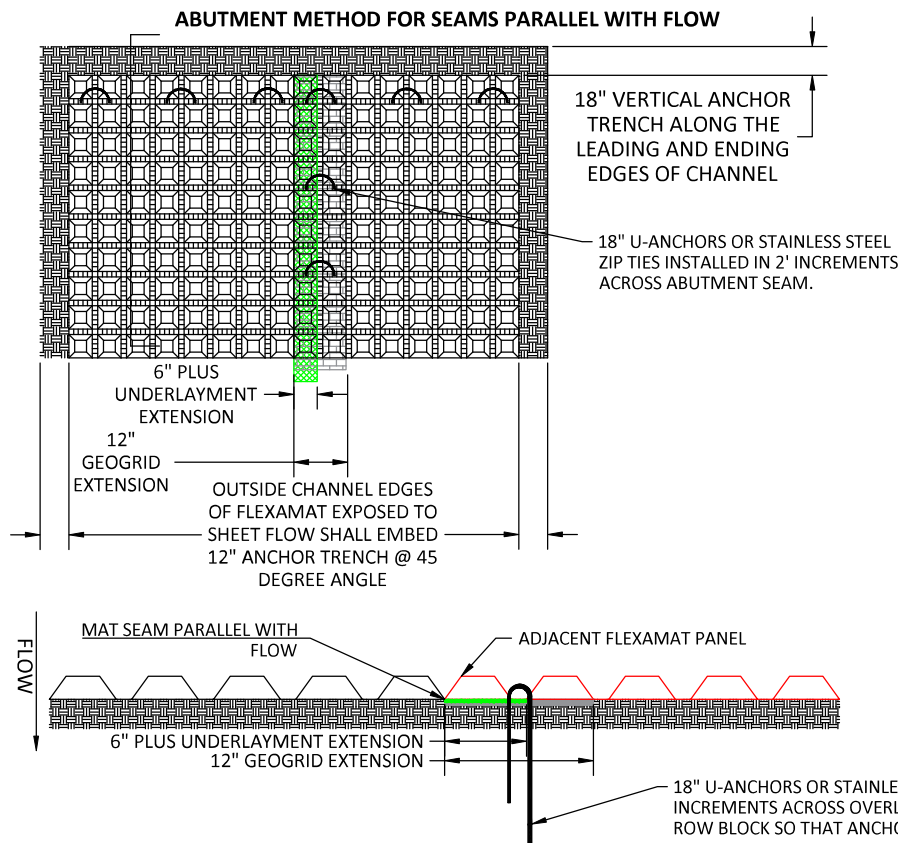 ABUTMENT METHOD FOR SEAMS PARALLEL WITH FLOW
18" VERTICAL ANCHOR
TRENCH ALONG THE
LEADING AND ENDING
EDGES OF CHANNEL
18" U-ANCHORS OR STAINLESS STEEL
ZIP TIES INSTALLED IN 2' INCREMENTS
ACROSS ABUTMENT SEAM.
6" PLUS
UNDERLAYMENT
EXTENSION
12"
GEOGRID
EXTENSION
OUTSIDE CHANNEL EDGES
OF FLEXAMAT EXPOSED TO
SHEET FLOW SHALL EMBED
12" ANCHOR TRENCH @ 45
DEGREE ANGLE
FLOW
MAT SEAM PARALLEL WITH
FLOW
ADJACENT FLEXAMAT PANEL
6" PLUS UNDERLAYMENT EXTENSION
12" GEOGRID EXTENSION
18" U-ANCHORS OR
INCREMENTS ACROSS
ROW BLOCK SO THAT